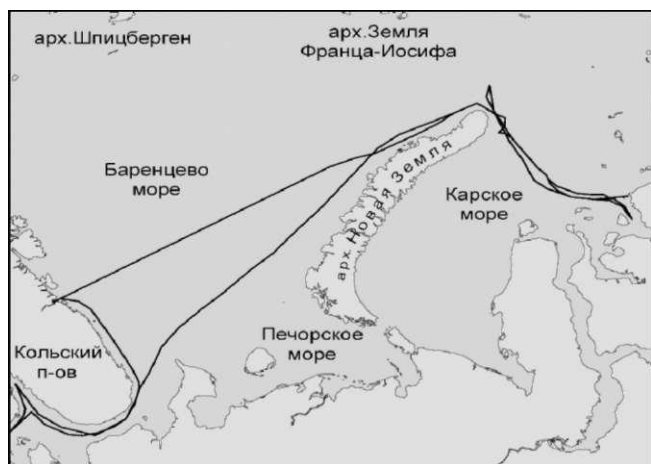 арх.Шпицберген
арх.Земля
Франца-Иосифа
Баренцево
море
арх. Новая Земля
Карское
море
Печорское
море
Кольский
п-ов